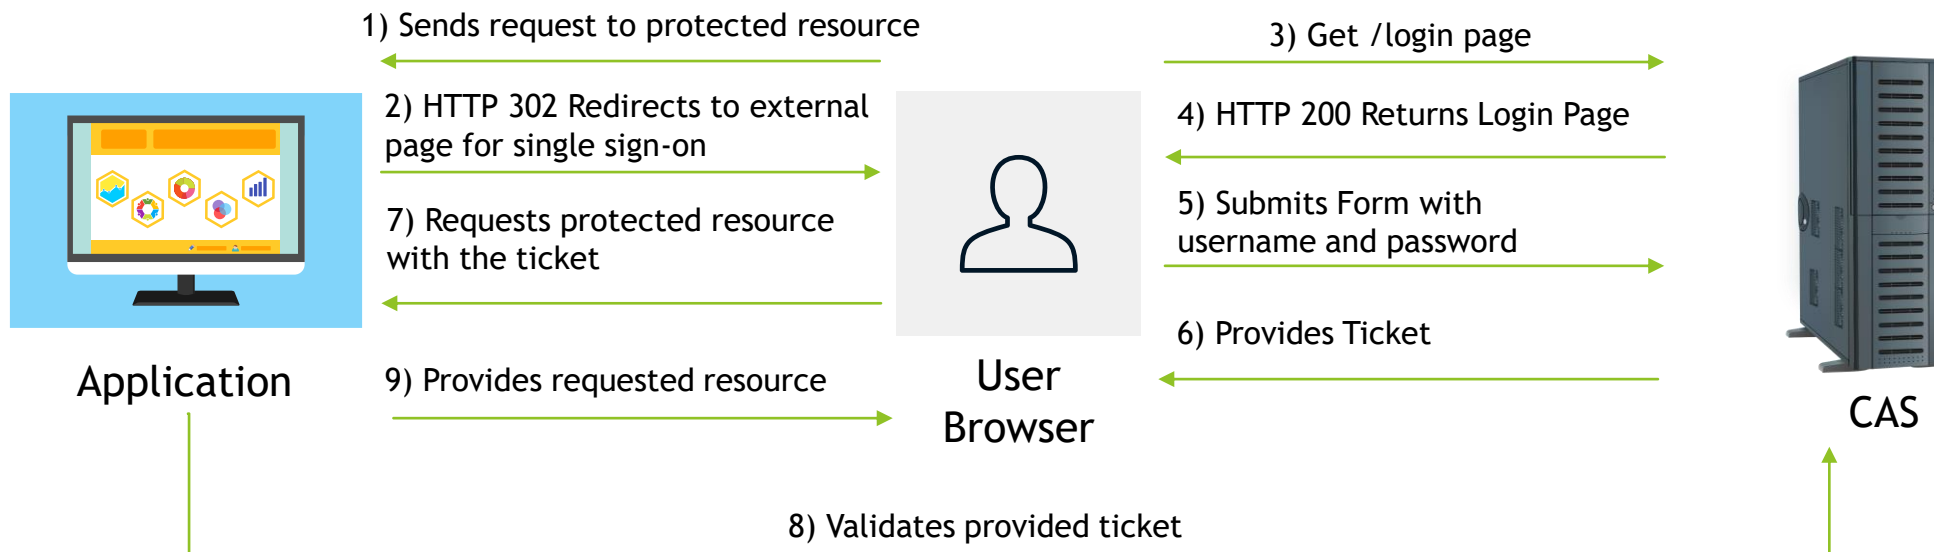 1) Sends request to protected resource
3) Get /login page
2) HTTP 302 Redirects to external
page for single sign-on
4) HTTP 200 Returns Login Page
7) Requests protected resource
with the ticket
5) Submits Form with
username and password
6) Provides Ticket
Application
9) Provides requested resource
User
Browser
CAS
8) Validates provided ticket